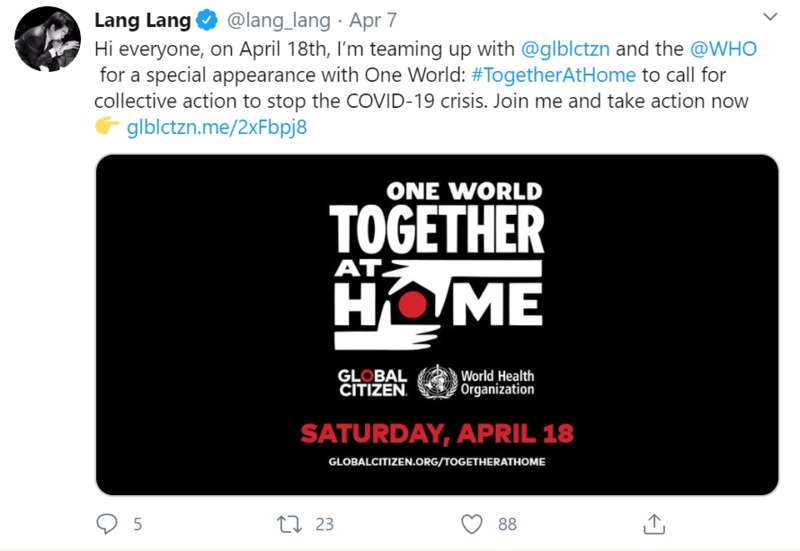 Lang Lang @lang_lang · Apr 7
Hi everyone, on April 18th, I'm teaming up with @glblctzn and the @WHO
for a special appearance with One World: #TogetherAtHome to call for
collective action to stop the COVID-19 crisis. Join me and take action now
👉 glblctzn.me/2xFbpj8
ONE WORLD
TOGETHER
AT
HOME
GLOBAL
CITIZEN.
World Health
Organization
SATURDAY, APRIL 18
GLOBALCITIZEN.ORG/TOGETHERATHOME
5 23 88